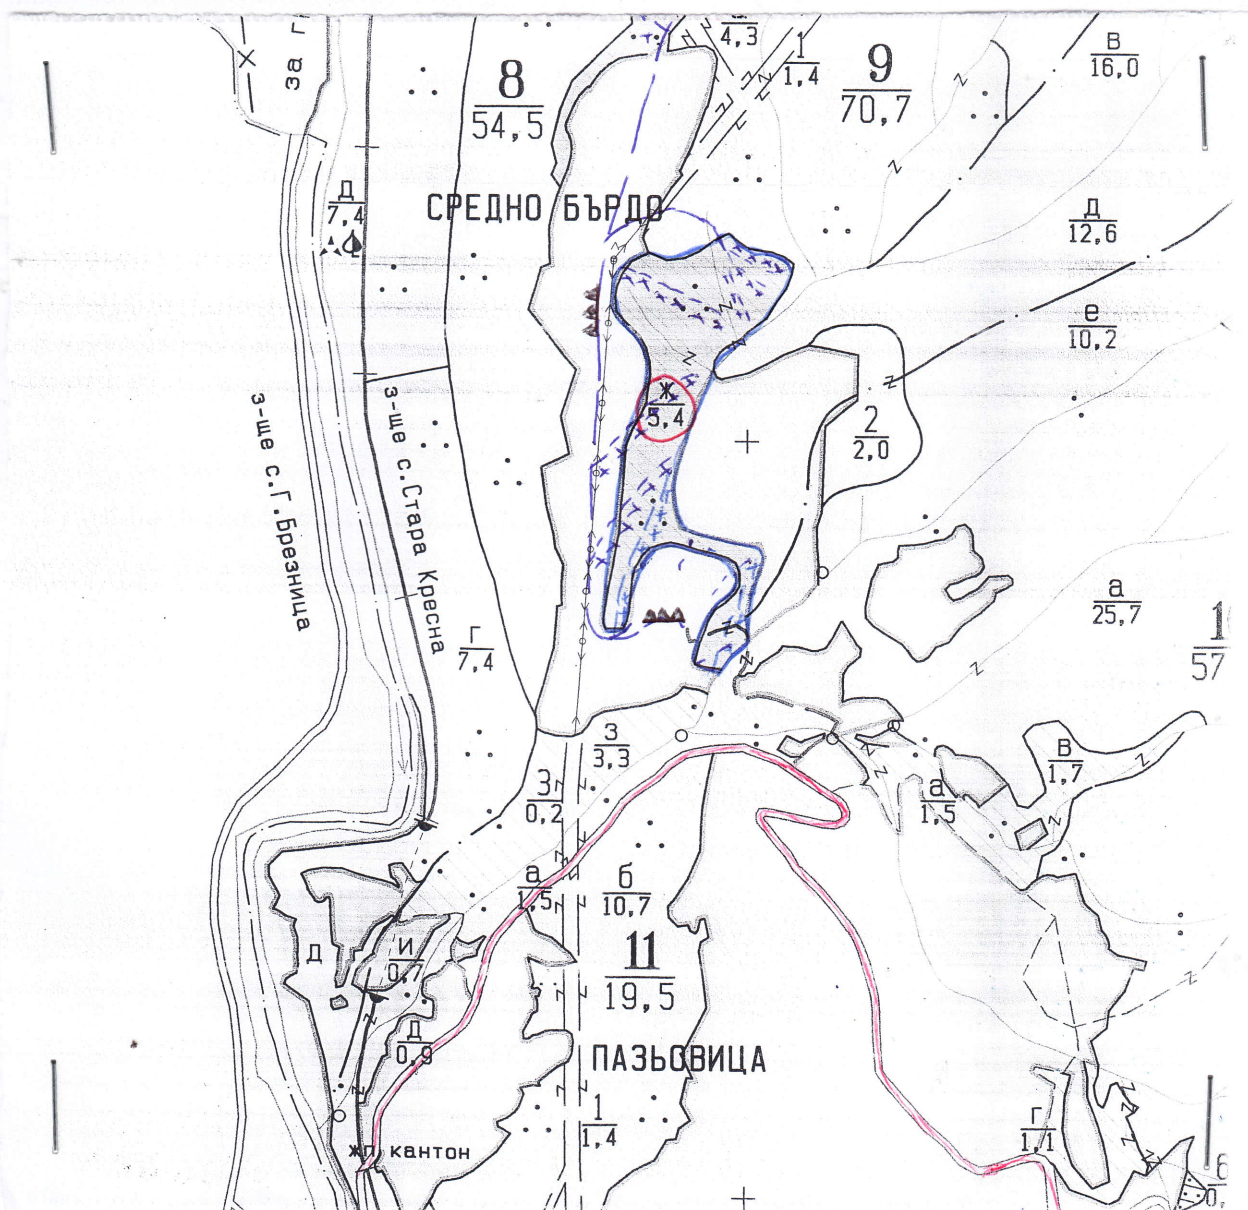 за г
4,3
1
1,4
9
70,7
В
16,0
8
54,5
Д
7,4
СРЕДНО БЪРДО
Д
12,6
е
10,2
Ж
5,4
2
2,0
з-ще с.Г.Брезница
з-ще с.Стара Кресна
а
25,7
1
57
Г
7,4
З
3,3
3
0,2
В
1,7
а
1,5
а
1,5
б
10,7
11
19,5
Д
И
0,7
Д
0,9
ПАЗЬОВИЦА
1
1,4
Г
1,1
жп кантон
6
0,